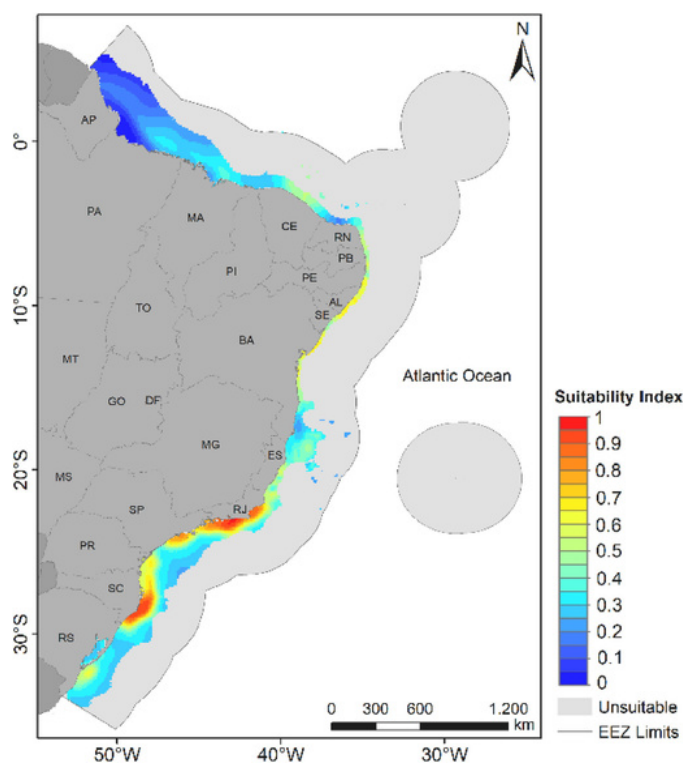 N
0°
10°S
20°S
30°S
50°W
40°W
30°W
AP
PA
MA
CE
RN
PB
PI
PE
AL
SE
TO
BA
MT
GO
DF
MG
ES
MS
SP
RJ
PR
SC
RS
Atlantic Ocean
Suitability Index
1
0.9
0.8
0.7
0.6
0.5
0.4
0.3
0.2
0.1
0
Unsuitable
EEZ Limits
0 300 600 1.200
km